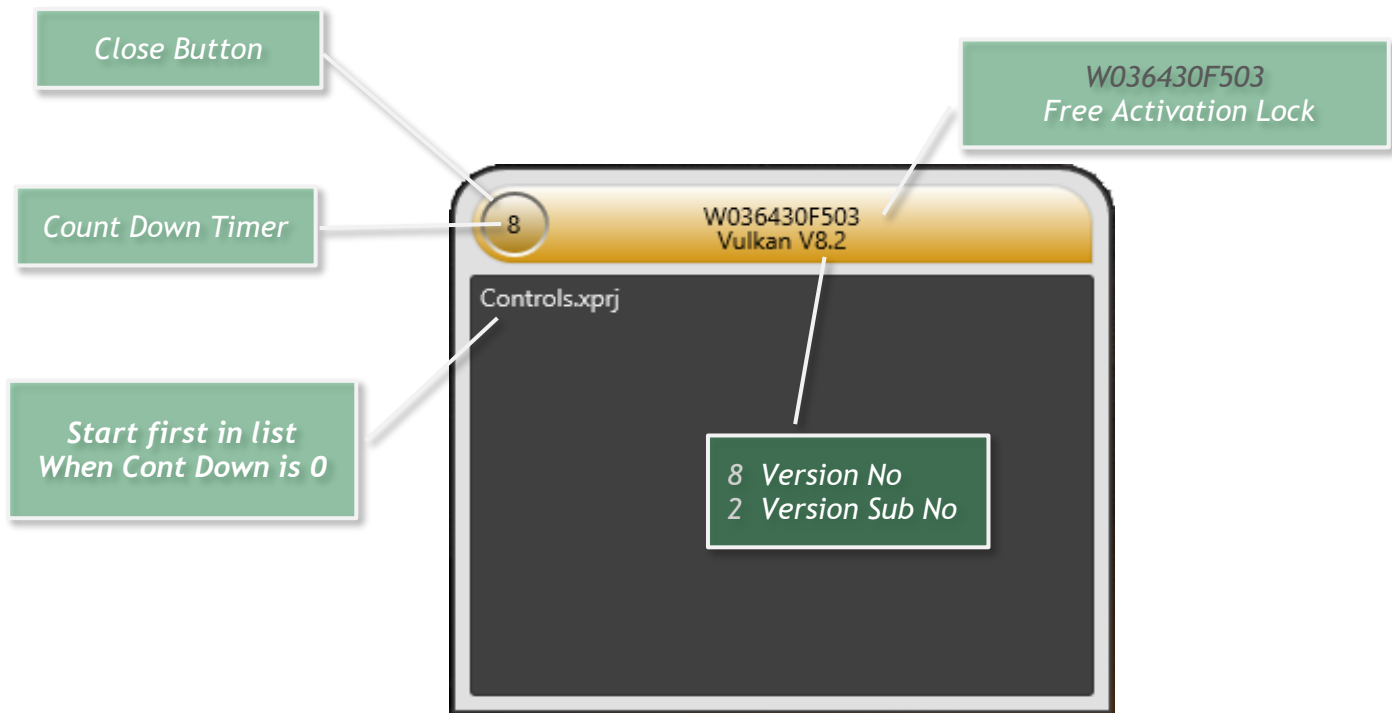 Close Button
W036430F503
Free Activation Lock
Count Down Timer
8
W036430F503
Vulkan V8.2
Controls.xprj
Start first in list
When Cont Down is 0
8 Version No
2 Version Sub No